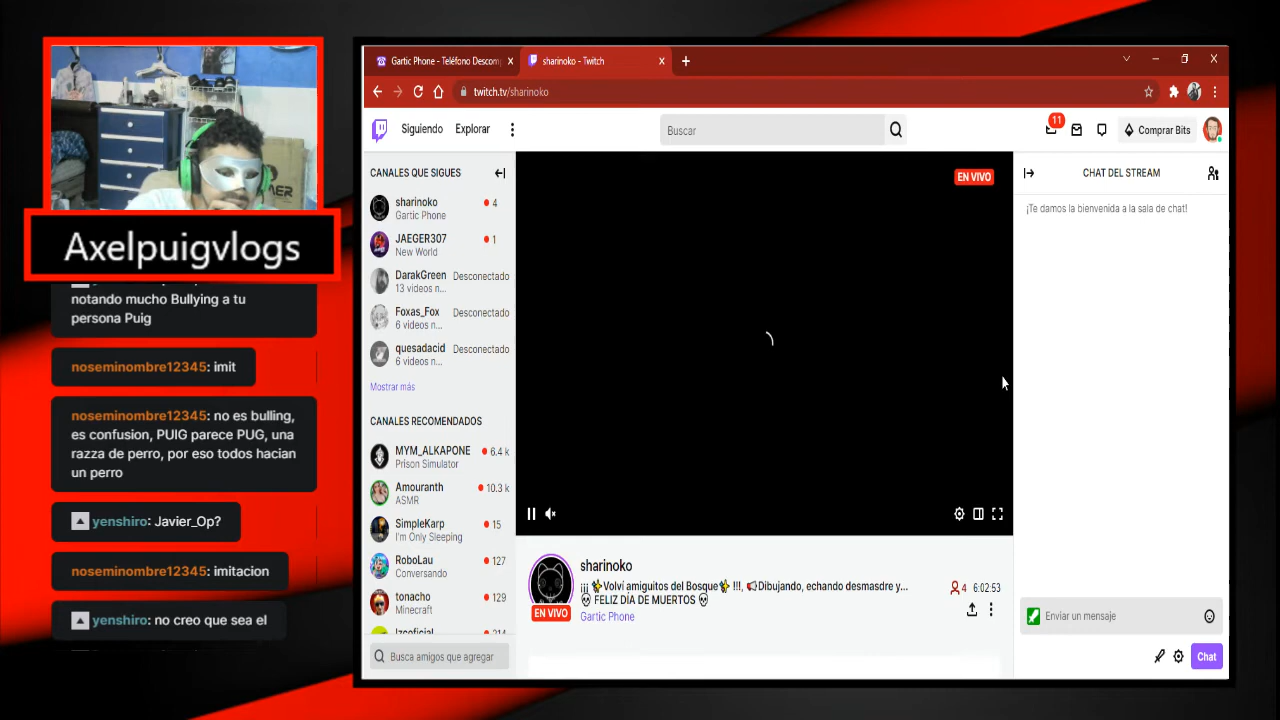 Axelpuigvlogs
notando mucho Bullying a tu
persona Puig
noseminombre12345: imit
noseminombre12345: no es bulling,
es confusion, PUIG parece PUG, una
razza de perro, por eso todos hacian
un perro
yenshiro: Javier_Op?
noseminombre12345: imitacion
yenshiro: no creo que sea el
Gartic Phone - Teléfono Descomp
sharinoko - Twitch
twitch.tv/sharinoko
Siguiendo
Explorar
Buscar
11
Comprar Bits
CANALES QUE SIGUES
sharinoko
4
Gartic Phone
JAEGER307
1
New World
DarakGreen
Desconectado
13 videos n...
Foxas_Fox
Desconectado
6 videos n...
quesadacid
Desconectado
6 videos n...
Mostrar más
CANALES RECOMENDADOS
MYM_ALKAPONE
6.4 k
Prison Simulator
Amouranth
10.3 k
ASMR
SimpleKarp
15
I'm Only Sleeping
RoboLau
127
Conversando
tonacho
129
Minecraft
Busca amigos que agregar
EN VIVO
sharinoko
¡¡¡ ✨Volví amiguitos del Bosque✨ !!!, 📢Dibujando, echando desmasdre y...
💀 FELIZ DÍA DE MUERTOS 💀
Gartic Phone
EN VIVO
4
6:02:53
CHAT DEL STREAM
¡Te damos la bienvenida a la sala de chat!
Enviar un mensaje
Chat